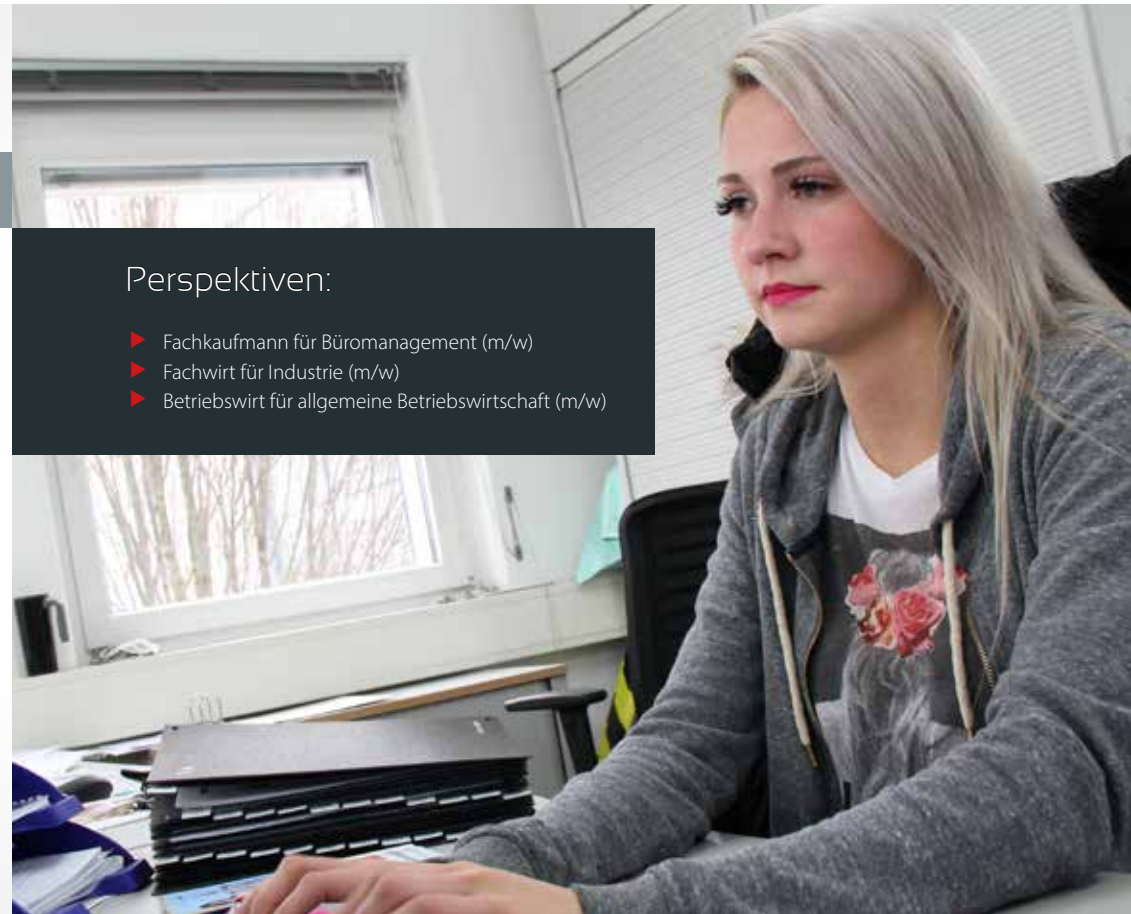 Perspektiven:
Fachkaufmann für Büromanagement (m/w)
Fachwirt für Industrie (m/w)
Betriebswirt für allgemeine Betriebswirtschaft (m/w)